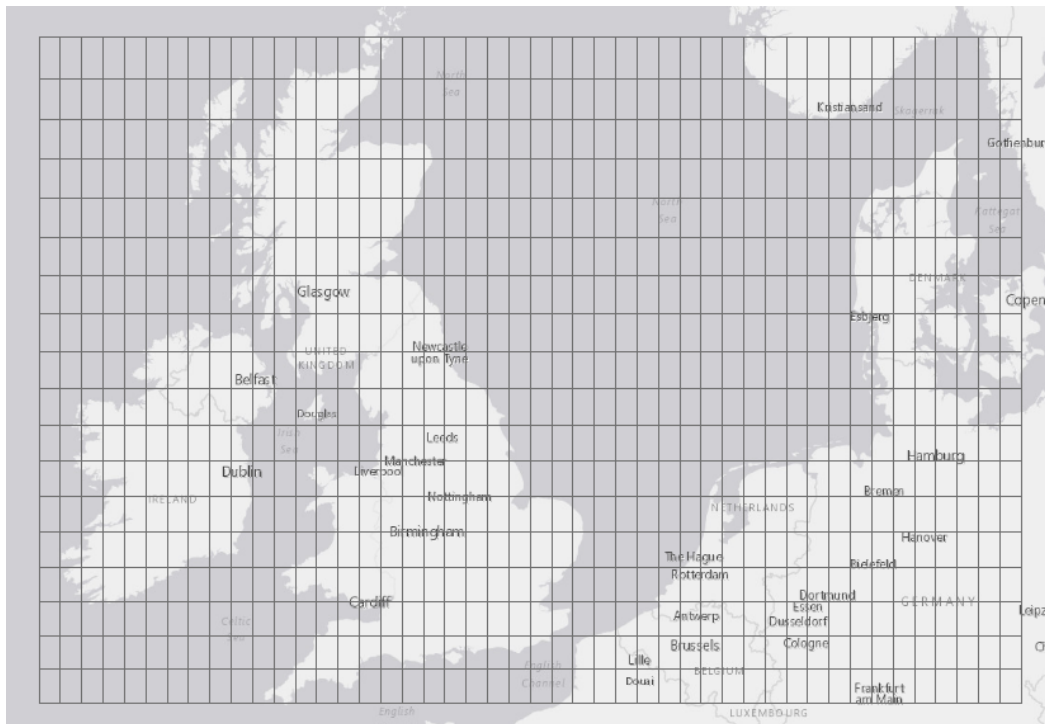 North
Sea
Kristiansand
Skagerrak
Gothenbur
North
Sea
Kattegat
Sea
DENMARK
Glasgow
Copen
Esbjerg
UNITED
KINGDOM
Newcastle
upon Tyne
Belfast
Douglas
Irish
Sea
Leeds
Dublin
Manchester
Liverpoo
Hamburg
IRELAND
Nottingham
Bremen
NETHERLANDS
Birmingham
Hanover
The Hague
Bielefeld
Rotterdam
Cardiff
Dortmund
Essen
GERMANY
Leipz
Celtic
Sea
Antwerp
Dusseldorf
Brussels
Cologne
Lille
English
Channel
BELGIUM
Douai
Frankfurt
am Main
English
LUXEMBOURG